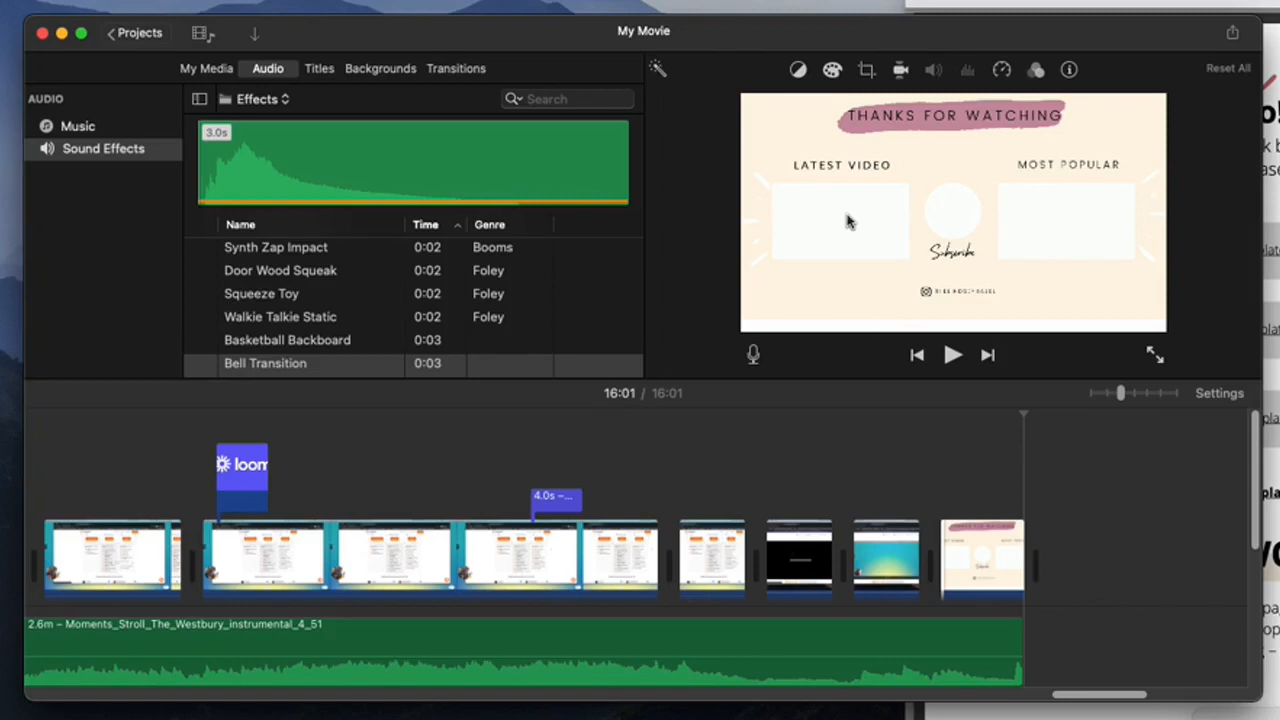 Projects
My Movie
My Media Audio Titles Backgrounds Transitions
Reset All
AUDIO
Effects
Search
Music
Sound Effects
3.0s
Name Time Genre
Synth Zap Impact 0:02 Booms
Door Wood Squeak 0:02 Foley
Squeeze Toy 0:02 Foley
Walkie Talkie Static 0:02 Foley
Basketball Backboard 0:03
Bell Transition 0:03
THANKS FOR WATCHING
LATEST VIDEO
MOST POPULAR
Subscribe
16:01 / 16:01
Settings
loom
4.0s –...
THANKS FOR WATCHING
2.6m – Moments_Stroll_The_Westbury_instrumental_4_51